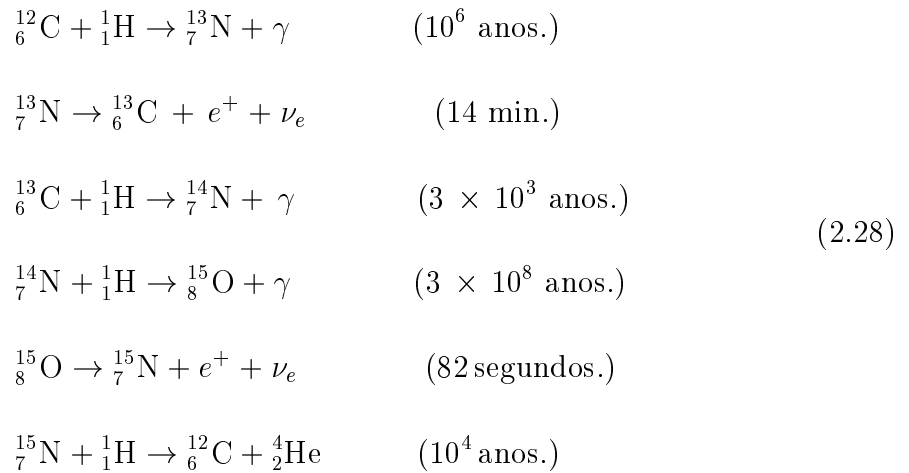 ¹²₆C + ¹₁H → ¹³₇N + γ (10⁶ anos.)
¹³₇N → ¹³₆C + e⁺ + νₑ (14 min.)
¹³₆C + ¹₁H → ¹⁴₇N + γ (3 × 10³ anos.)
(2.28)
¹⁴₇N + ¹₁H → ¹⁵₈O + γ (3 × 10⁸ anos.)
¹⁵₈O → ¹⁵₇N + e⁺ + νₑ (82 segundos.)
¹⁵₇N + ¹₁H → ¹²₆C + ⁴₂He (10⁴ anos.)